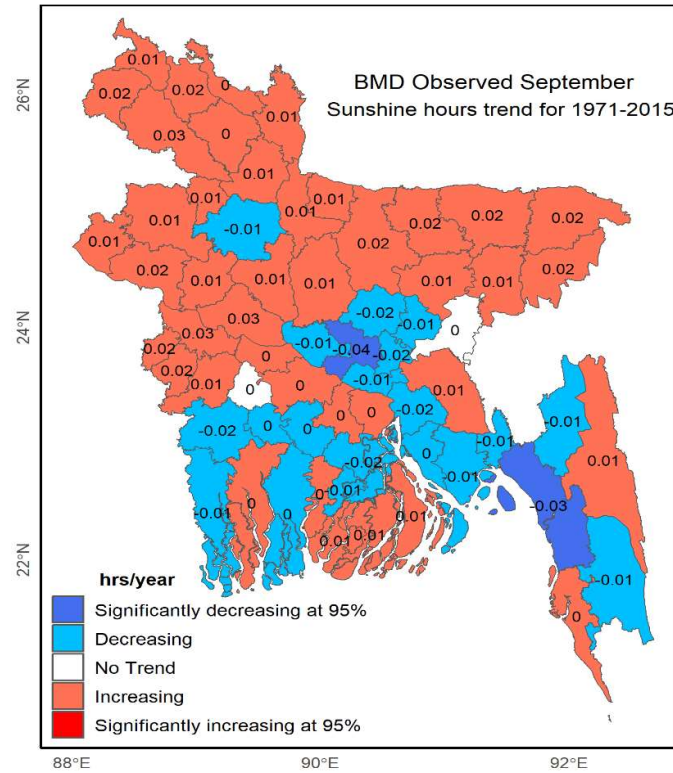 BMD Observed September
Sunshine hours trend for 1971-2015
26°N
24°N
22°N
0.01
0.02 0.02 0
0.03 0 0.01
0.01
0.01 0.01 0.01 0.01 0.01 0.01 0.02 0.02
0.01 -0.01 0.02
0.02 0.01 0.01 0.01 0.01 0.01 0.02
0.03 -0.02 -0.01 0
0.03 -0.01 -0.04 -0.02
0.02 0
0.02 0.01 0 0 -0.01 0.01
0 0 -0.02 -0.01
-0.02 0 0 -0.01
-0.02 0 0.01
-0.01 0 0 0 -0.01 0.01 -0.01 -0.03
0.01 0.01
-0.01
0
hrs/year
Significantly decreasing at 95%
Decreasing
No Trend
Increasing
Significantly increasing at 95%
88°E 90°E 92°E